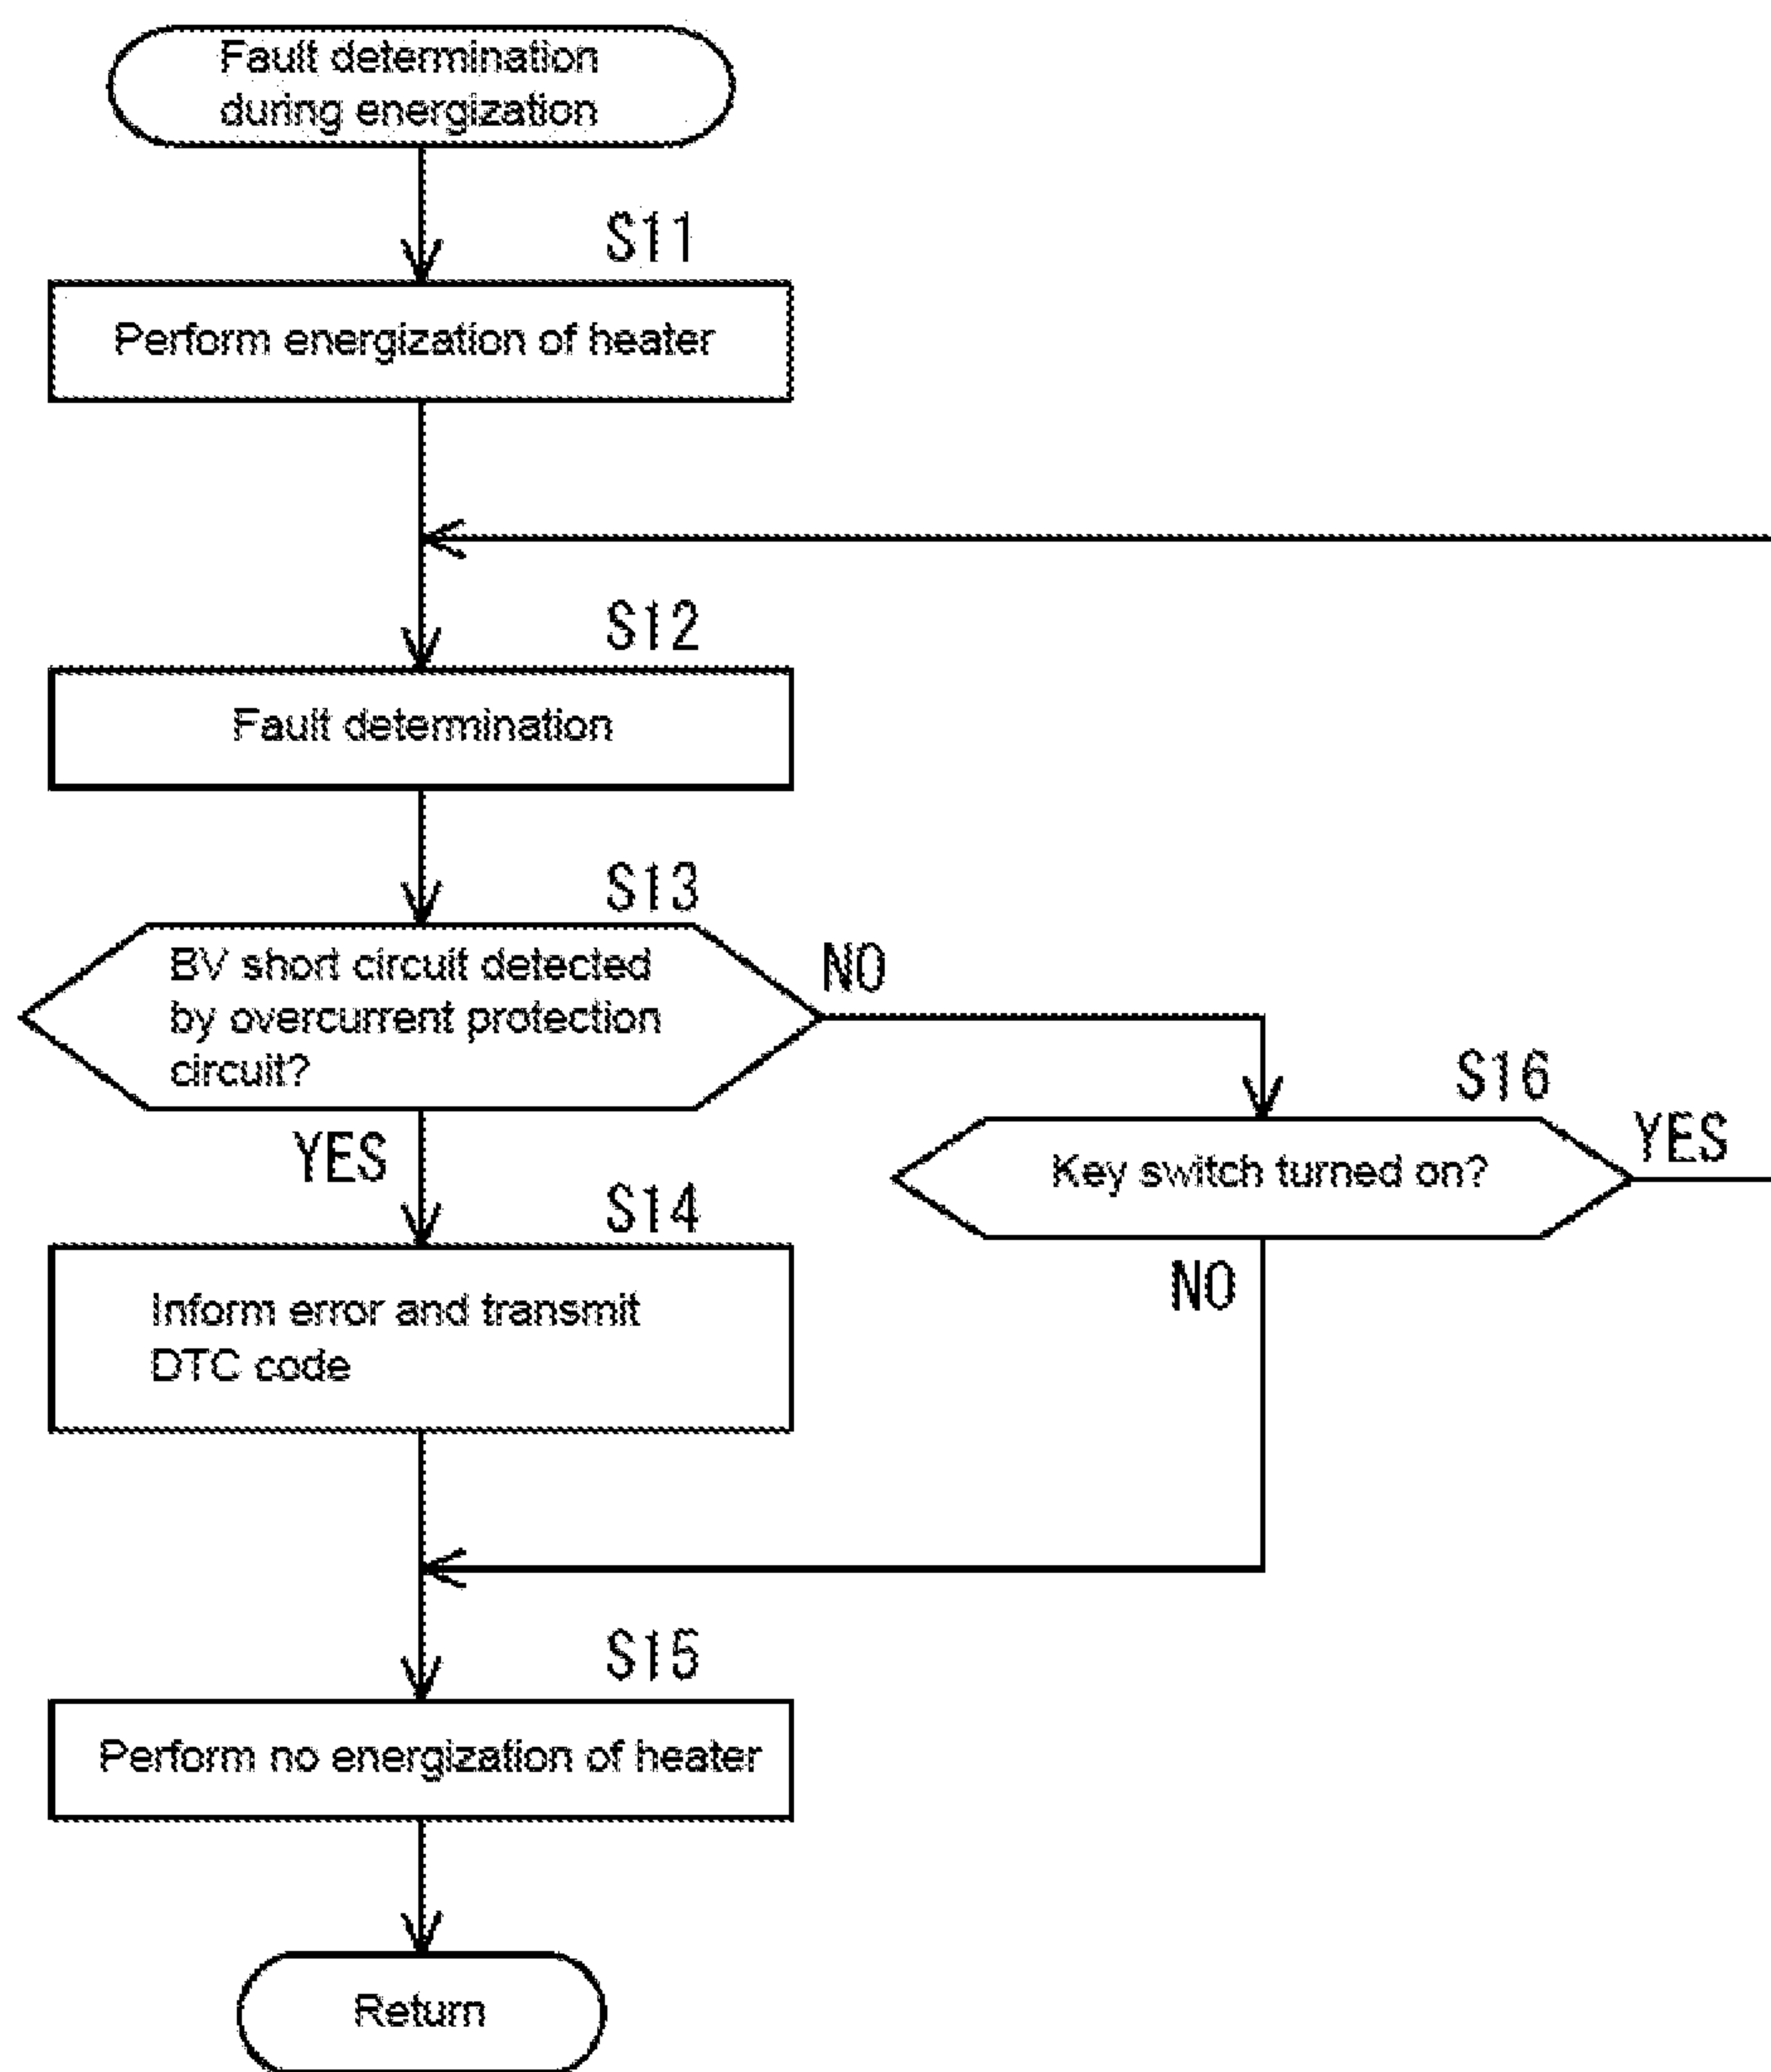 Fault determination
during energization
S11
Perform energization of heater
S12
Fault determination
S13
BV short circuit detected
by overcurrent protection
circuit?
NO
YES
S16
Key switch turned on?
YES
NO
S14
Inform error and transmit
DTC code
S15
Perform no energization of heater
Return